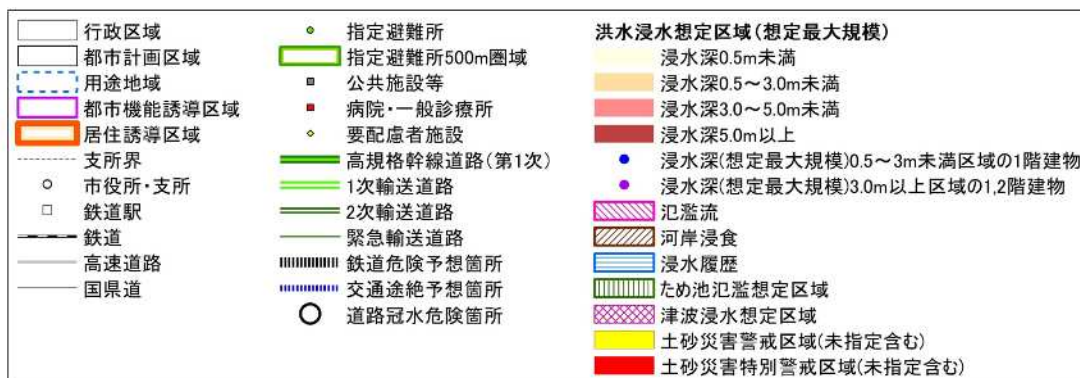 行政区域
都市計画区域
用途地域
都市機能誘導区域
居住誘導区域
支所界
市役所・支所
鉄道駅
鉄道
高速道路
国県道
指定避難所
指定避難所500m圏域
公共施設等
病院・一般診療所
要配慮者施設
高規格幹線道路(第1次)
1次輸送道路
2次輸送道路
緊急輸送道路
鉄道危険予想箇所
交通途絶予想箇所
道路冠水危険箇所
洪水浸水想定区域(想定最大規模)
浸水深0.5m未満
浸水深0.5~3.0m未満
浸水深3.0~5.0m未満
浸水深5.0m以上
浸水深(想定最大規模)0.5~3m未満区域の1階建物
浸水深(想定最大規模)3.0m以上区域の1,2階建物
氾濫流
河岸浸食
浸水履歴
ため池氾濫想定区域
津波浸水想定区域
土砂災害警戒区域(未指定含む)
土砂災害特別警戒区域(未指定含む)